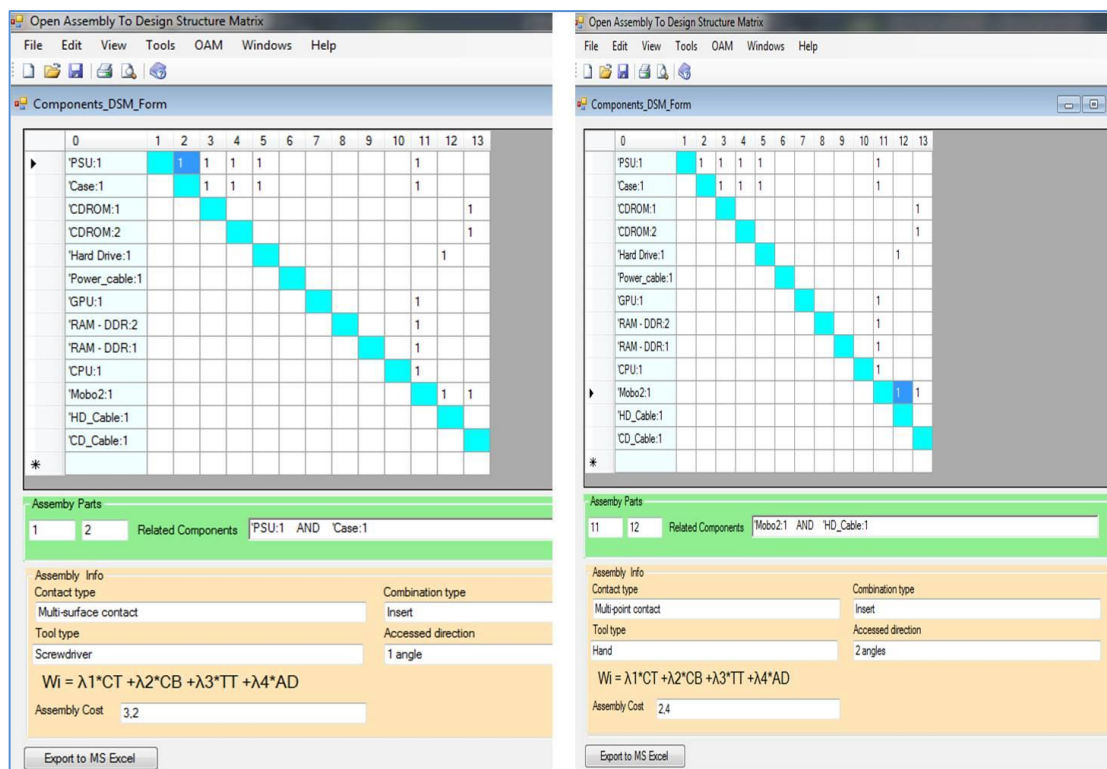 Open Assembly To Design Structure Matrix
File Edit View Tools OAM Windows Help
Components_DSM_Form
0 1 2 3 4 5 6 7 8 9 10 11 12 13
'PSU:1 1 1 1 1 1
'Case:1 1 1 1 1
'CDROM:1 1
'CDROM:2 1
'Hard Drive:1 1
'Power_cable:1
'GPU:1 1
'RAM - DDR:2 1
'RAM - DDR:1 1
'CPU:1 1
'Mobo2:1 1 1
'HD_Cable:1
'CD_Cable:1
Assemby Parts
1 2 Related Components 'PSU:1 AND 'Case:1
Assembly Info
Contact type Combination type
Multi-surface contact Insert
Tool type Accessed direction
Screwdriver 1 angle
Wi = λ1*CT +λ2*CB +λ3*TT +λ4*AD
Assembly Cost 3,2
Export to MS Excel
Open Assembly To Design Structure Matrix
File Edit View Tools OAM Windows Help
Components_DSM_Form
0 1 2 3 4 5 6 7 8 9 10 11 12 13
'PSU:1 1 1 1 1 1
'Case:1 1 1 1 1
'CDROM:1 1
'CDROM:2 1
'Hard Drive:1 1
'Power_cable:1
'GPU:1 1
'RAM - DDR:2 1
'RAM - DDR:1 1
'CPU:1 1
'Mobo2:1 1 1
'HD_Cable:1
'CD_Cable:1
Assemby Parts
11 12 Related Components 'Mobo2:1 AND 'HD_Cable:1
Assembly Info
Contact type Combination type
Multi-point contact Insert
Tool type Accessed direction
Hand 2 angles
Wi = λ1*CT +λ2*CB +λ3*TT +λ4*AD
Assembly Cost 2,4
Export to MS Excel